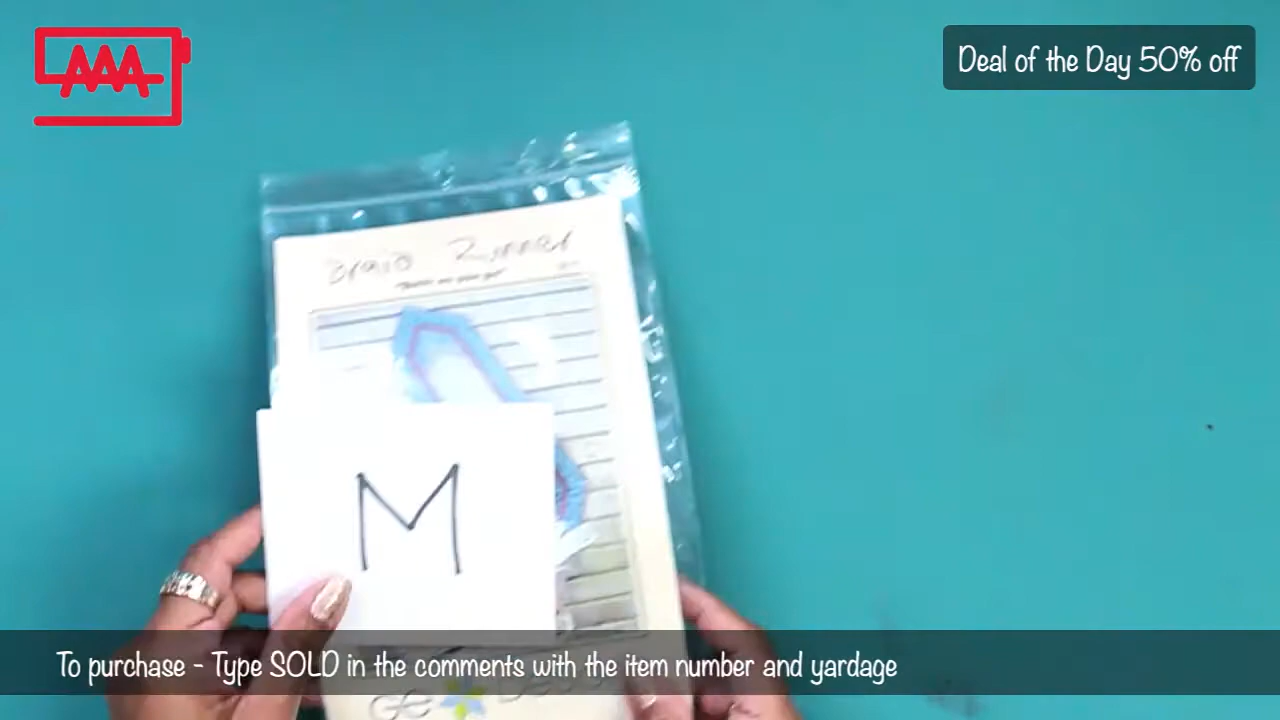 AAA
Deal of the Day 50% off
Braid Runner
M
To purchase - Type SOLD in the comments with the item number and yardage